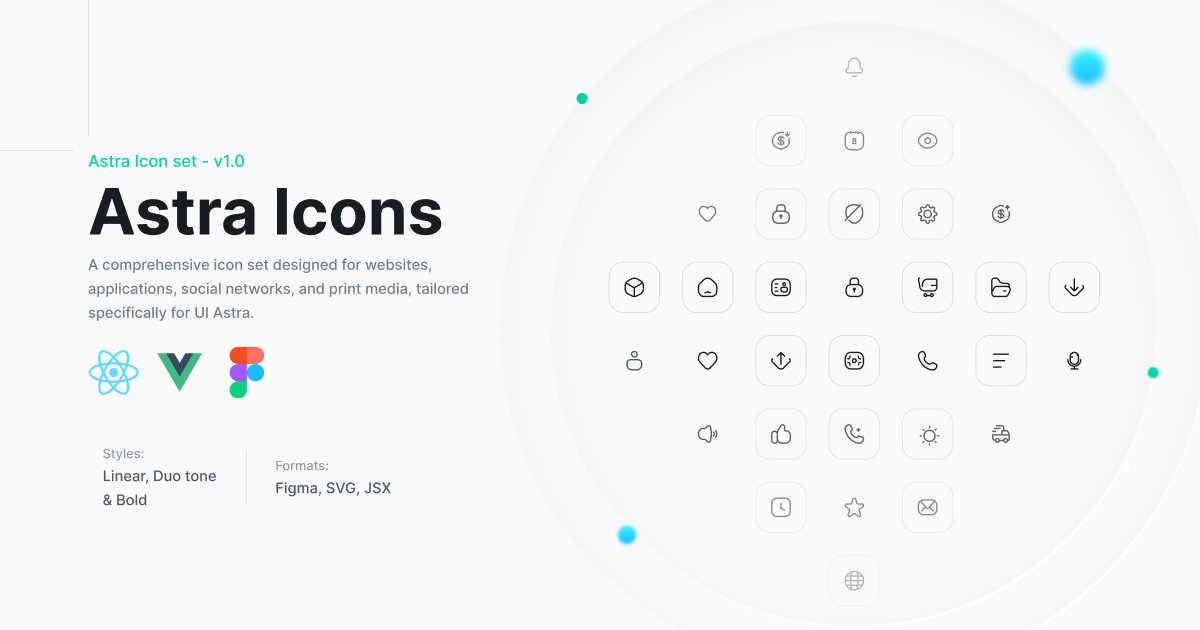 Astra Icon set - v1.0
Astra Icons
A comprehensive icon set designed for websites,
applications, social networks, and print media, tailored
specifically for UI Astra.
Styles:
Linear, Duo tone
& Bold
Formats:
Figma, SVG, JSX
$
8
$